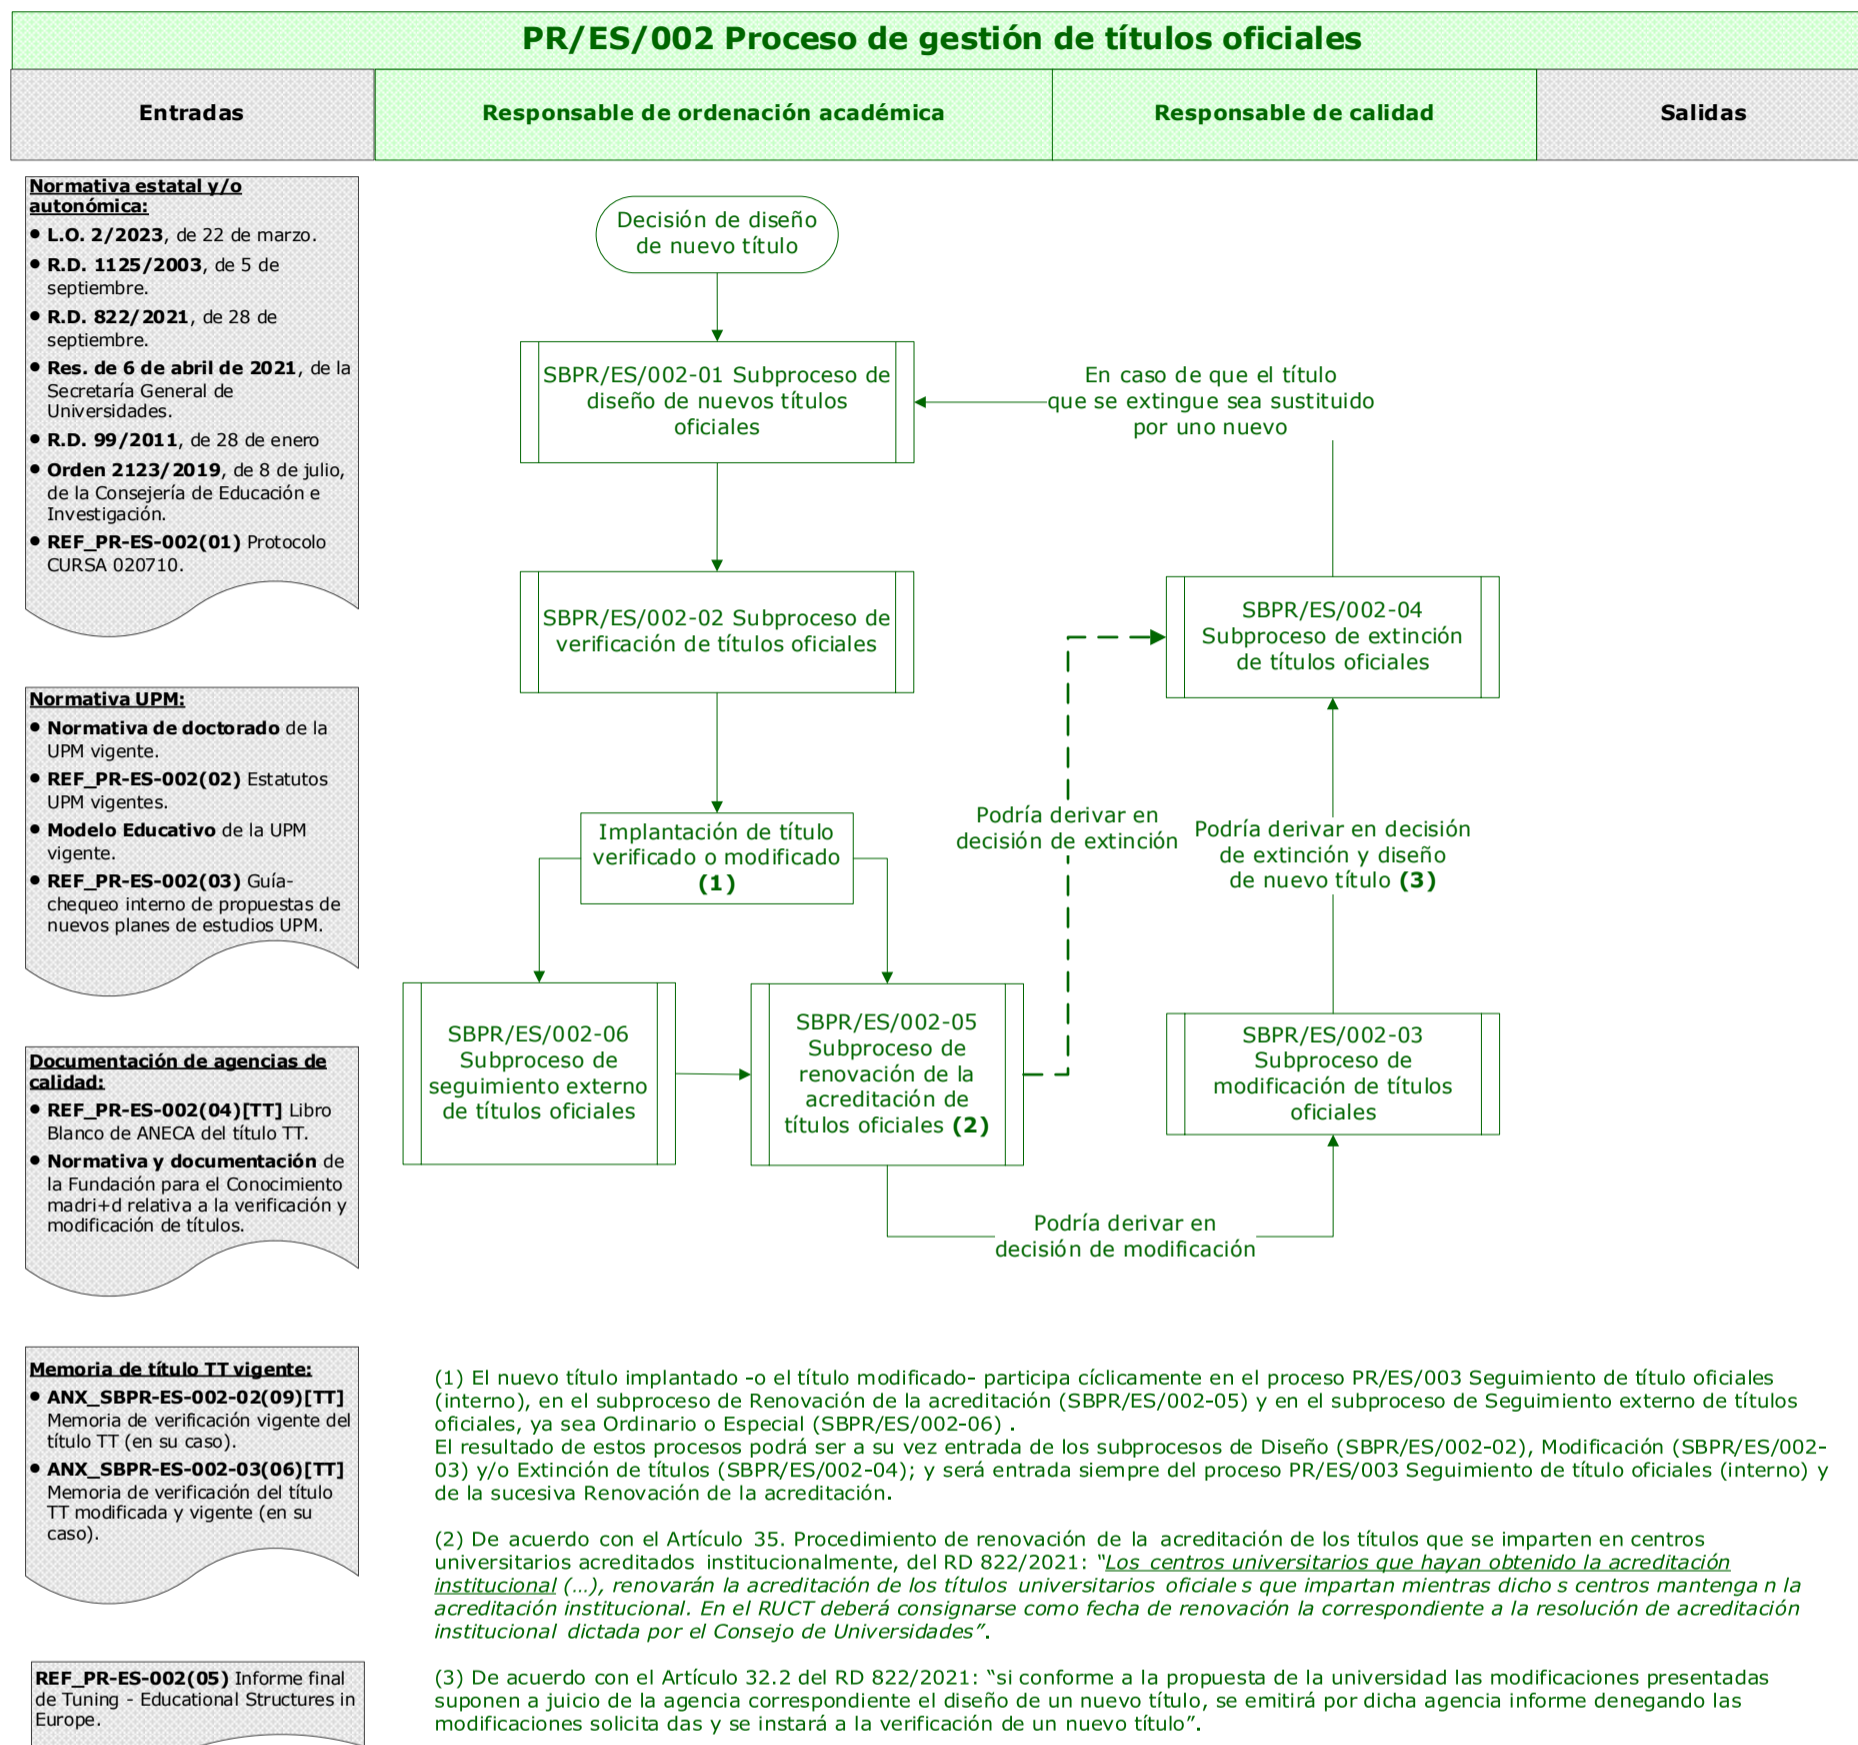 PR/ES/002 Proceso de gestión de títulos oficiales
Entradas
Responsable de ordenación académica
Responsable de calidad
Salidas
Normativa estatal y/o
autonómica:
● L.O. 2/2023, de 22 de marzo.
● R.D. 1125/2003, de 5 de
septiembre.
● R.D. 822/2021, de 28 de
septiembre.
● Res. de 6 de abril de 2021, de la
Secretaría General de
Universidades.
● R.D. 99/2011, de 28 de enero
● Orden 2123/2019, de 8 de julio,
de la Consejería de Educación e
Investigación.
● REF_PR-ES-002(01) Protocolo
CURSA 020710.
Normativa UPM:
● Normativa de doctorado de la
UPM vigente.
● REF_PR-ES-002(02) Estatutos
UPM vigentes.
● Modelo Educativo de la UPM
vigente.
● REF_PR-ES-002(03) Guía-
chequeo interno de propuestas de
nuevos planes de estudios UPM.
Documentación de agencias de
calidad:
● REF_PR-ES-002(04)[TT] Libro
Blanco de ANECA del título TT.
● Normativa y documentación de
la Fundación para el Conocimiento
madri+d relativa a la verificación y
modificación de títulos.
Memoria de título TT vigente:
● ANX_SBPR-ES-002-02(09)[TT]
Memoria de verificación vigente del
título TT (en su caso).
● ANX_SBPR-ES-002-03(06)[TT]
Memoria de verificación del título
TT modificada y vigente (en su
caso).
REF_PR-ES-002(05) Informe final
de Tuning - Educational Structures in
Europe.
Decisión de diseño
de nuevo título
SBPR/ES/002-01 Subproceso de
diseño de nuevos títulos
oficiales
En caso de que el título
que se extingue sea sustituido
por uno nuevo
SBPR/ES/002-02 Subproceso de
verificación de títulos oficiales
SBPR/ES/002-04
Subproceso de extinción
de títulos oficiales
Implantación de título
verificado o modificado
(1)
Podría derivar en
decisión de extinción
Podría derivar en decisión
de extinción y diseño
de nuevo título (3)
SBPR/ES/002-06
Subproceso de
seguimiento externo
de títulos oficiales
SBPR/ES/002-05
Subproceso de
renovación de la
acreditación de
títulos oficiales (2)
SBPR/ES/002-03
Subproceso de
modificación de títulos
oficiales
Podría derivar en
decisión de modificación
(1) El nuevo título implantado -o el título modificado- participa cíclicamente en el proceso PR/ES/003 Seguimiento de título oficiales
(interno), en el subproceso de Renovación de la acreditación (SBPR/ES/002-05) y en el subproceso de Seguimiento externo de títulos
oficiales, ya sea Ordinario o Especial (SBPR/ES/002-06) .
El resultado de estos procesos podrá ser a su vez entrada de los subprocesos de Diseño (SBPR/ES/002-02), Modificación (SBPR/ES/002-
03) y/o Extinción de títulos (SBPR/ES/002-04); y será entrada siempre del proceso PR/ES/003 Seguimiento de título oficiales (interno) y
de la sucesiva Renovación de la acreditación.
(2) De acuerdo con el Artículo 35. Procedimiento de renovación de la acreditación de los títulos que se imparten en centros
universitarios acreditados institucionalmente, del RD 822/2021: “Los centros universitarios que hayan obtenido la acreditación
institucional (…), renovarán la acreditación de los títulos universitarios oficiale s que impartan mientras dicho s centros mantenga n la
acreditación institucional. En el RUCT deberá consignarse como fecha de renovación la correspondiente a la resolución de acreditación
institucional dictada por el Consejo de Universidades”.
(3) De acuerdo con el Artículo 32.2 del RD 822/2021: “si conforme a la propuesta de la universidad las modificaciones presentadas
suponen a juicio de la agencia correspondiente el diseño de un nuevo título, se emitirá por dicha agencia informe denegando las
modificaciones solicita das y se instará a la verificación de un nuevo título”.